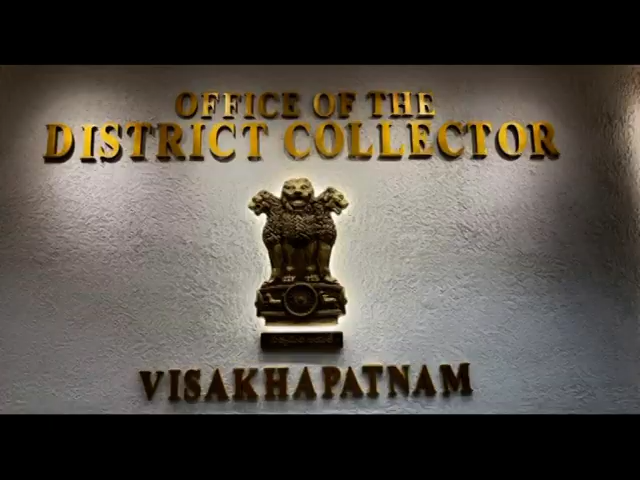 OFFICE OF THE
DISTRICT COLLECTOR
VISAKHAPATNAM